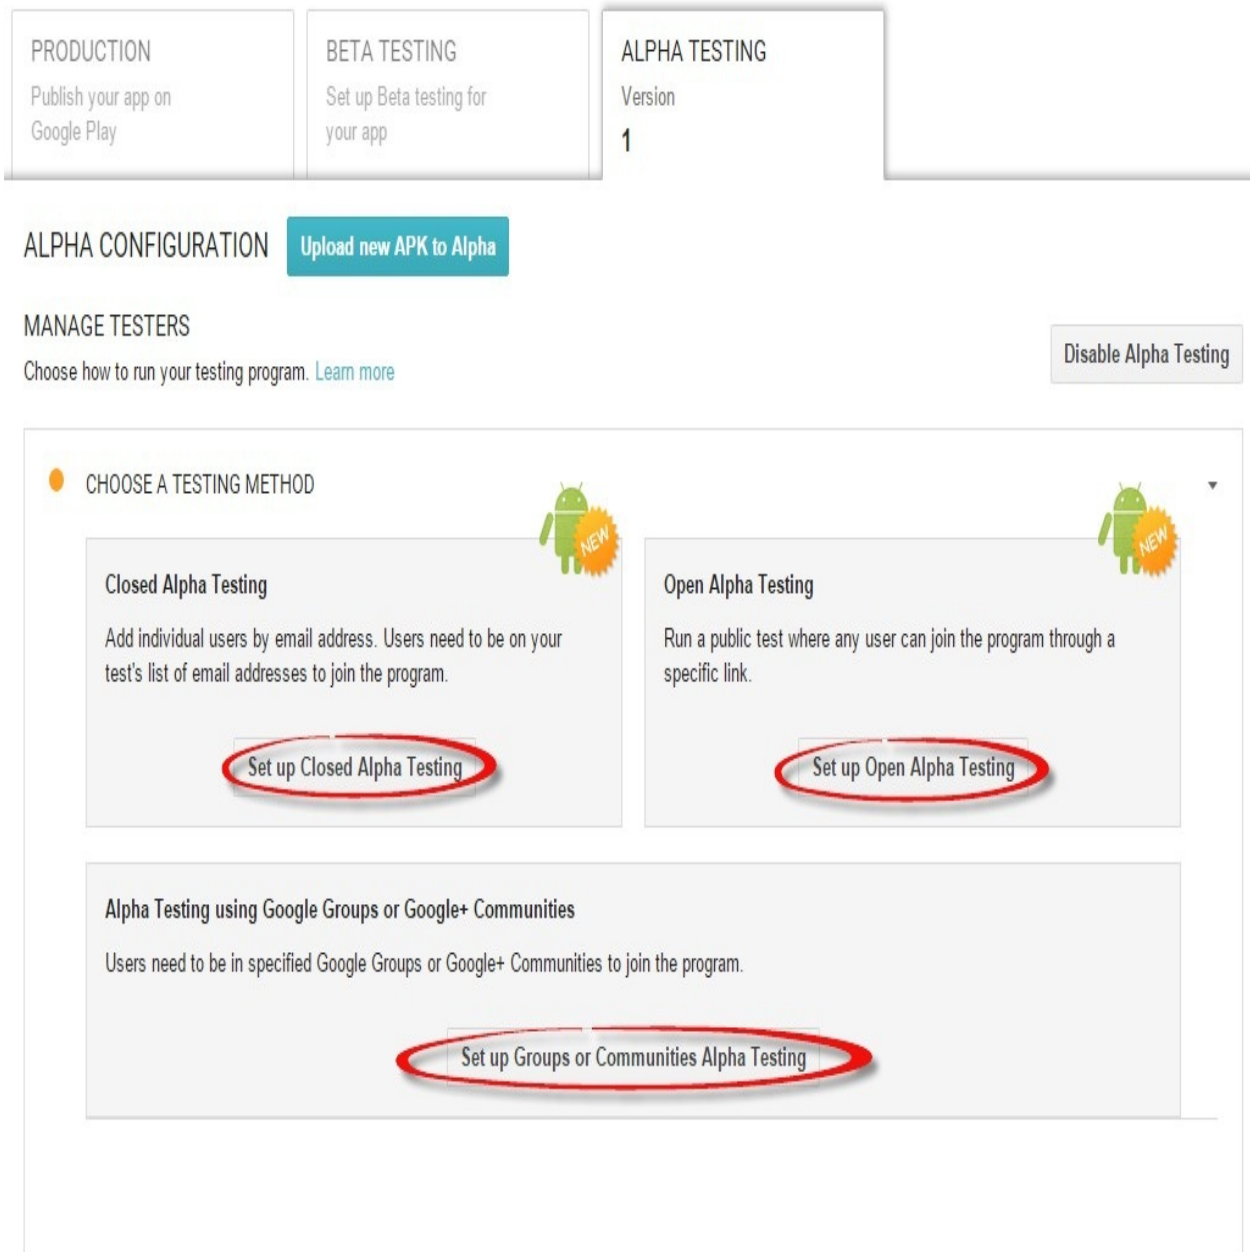 PRODUCTION
Publish your app on
Google Play
BETA TESTING
Set up Beta testing for
your app
ALPHA TESTING
Version
1
ALPHA CONFIGURATION
Upload new APK to Alpha
MANAGE TESTERS
Choose how to run your testing program. Learn more
Disable Alpha Testing
CHOOSE A TESTING METHOD
NEW
Closed Alpha Testing
Add individual users by email address. Users need to be on your
test's list of email addresses to join the program.
Set up Closed Alpha Testing
NEW
Open Alpha Testing
Run a public test where any user can join the program through a
specific link.
Set up Open Alpha Testing
Alpha Testing using Google Groups or Google+ Communities
Users need to be in specified Google Groups or Google+ Communities to join the program.
Set up Groups or Communities Alpha Testing